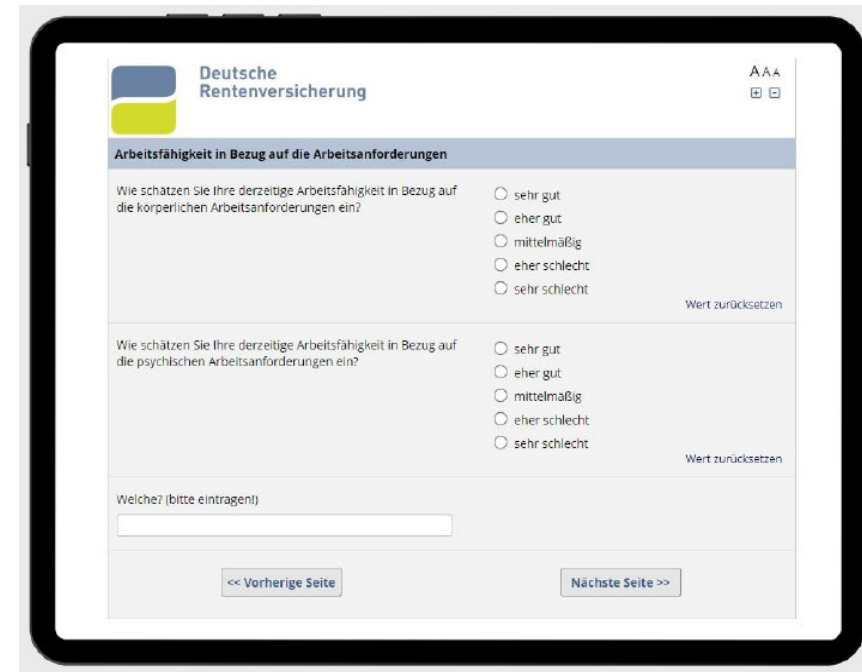 Deutsche
Rentenversicherung
A A A
Arbeitsfähigkeit in Bezug auf die Arbeitsanforderungen
Wie schätzen Sie Ihre derzeitige Arbeitsfähigkeit in Bezug auf
die körperlichen Arbeitsanforderungen ein?
sehr gut
eher gut
mittelmäßig
eher schlecht
sehr schlecht
Wert zurücksetzen
Wie schätzen Sie Ihre derzeitige Arbeitsfähigkeit in Bezug auf
die psychischen Arbeitsanforderungen ein?
sehr gut
eher gut
mittelmäßig
eher schlecht
sehr schlecht
Wert zurücksetzen
Welche? (bitte eintragen!)
<< Vorherige Seite
Nächste Seite >>